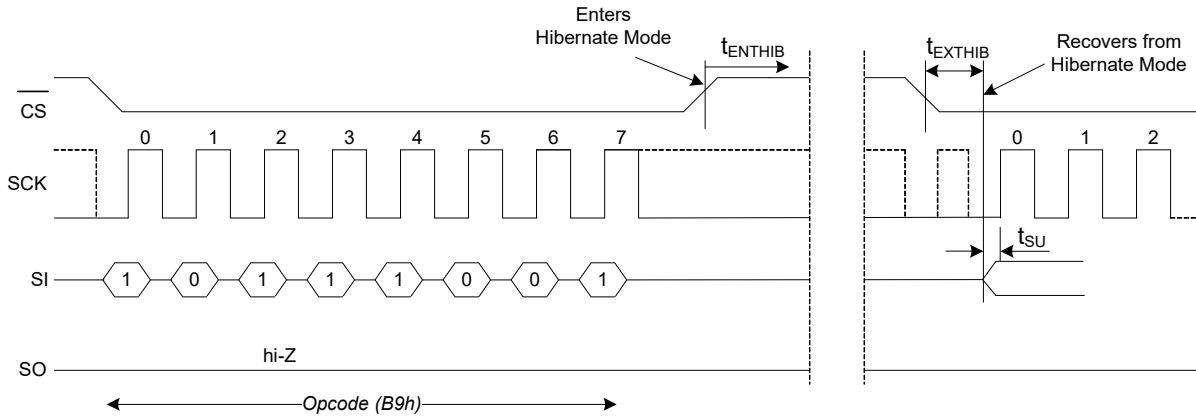 Enters
Hibernate Mode
tENTHIB
tEXTHIB
Recovers from
Hibernate Mode
CS
0 1 2 3 4 5 6 7 0 1 2
SCK
tSU
SI 1 0 1 1 1 0 0 1
hi-Z
SO
Opcode (B9h)